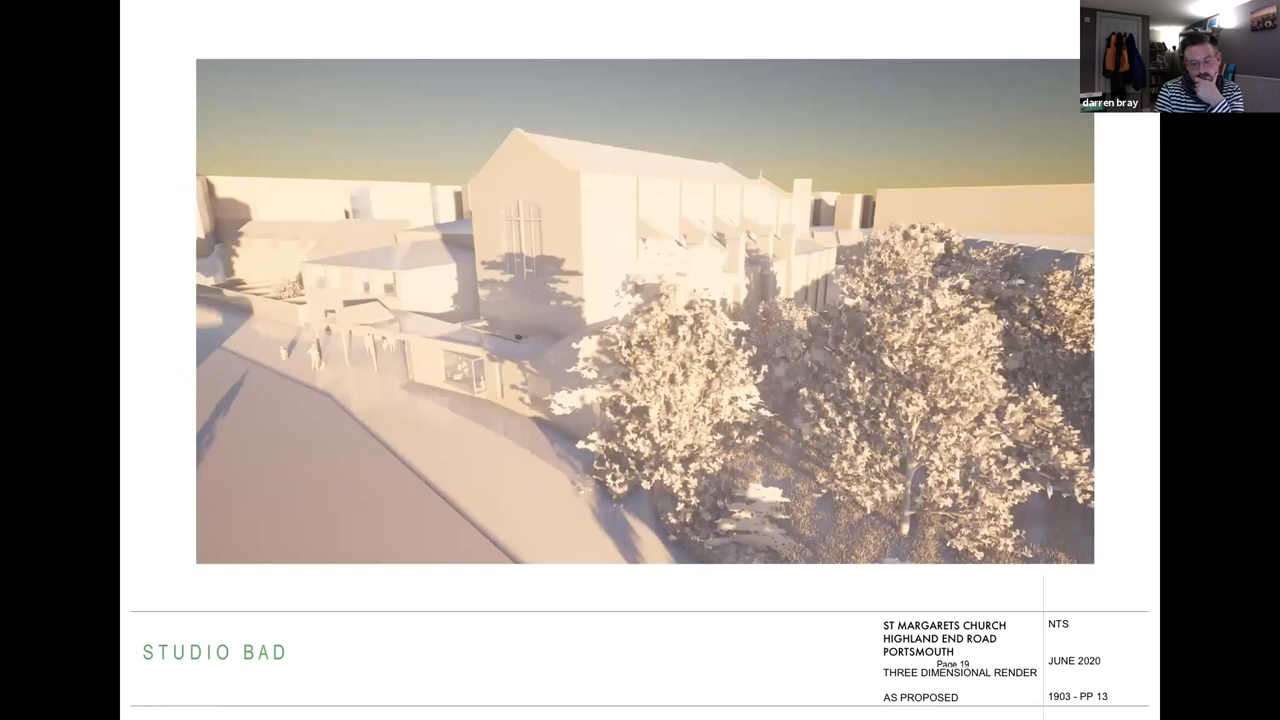 darren bray
STUDIO BAD
ST MARGARETS CHURCH
HIGHLAND END ROAD
PORTSMOUTH
Page 19
THREE DIMENSIONAL RENDER
AS PROPOSED
NTS
JUNE 2020
1903 - PP 13